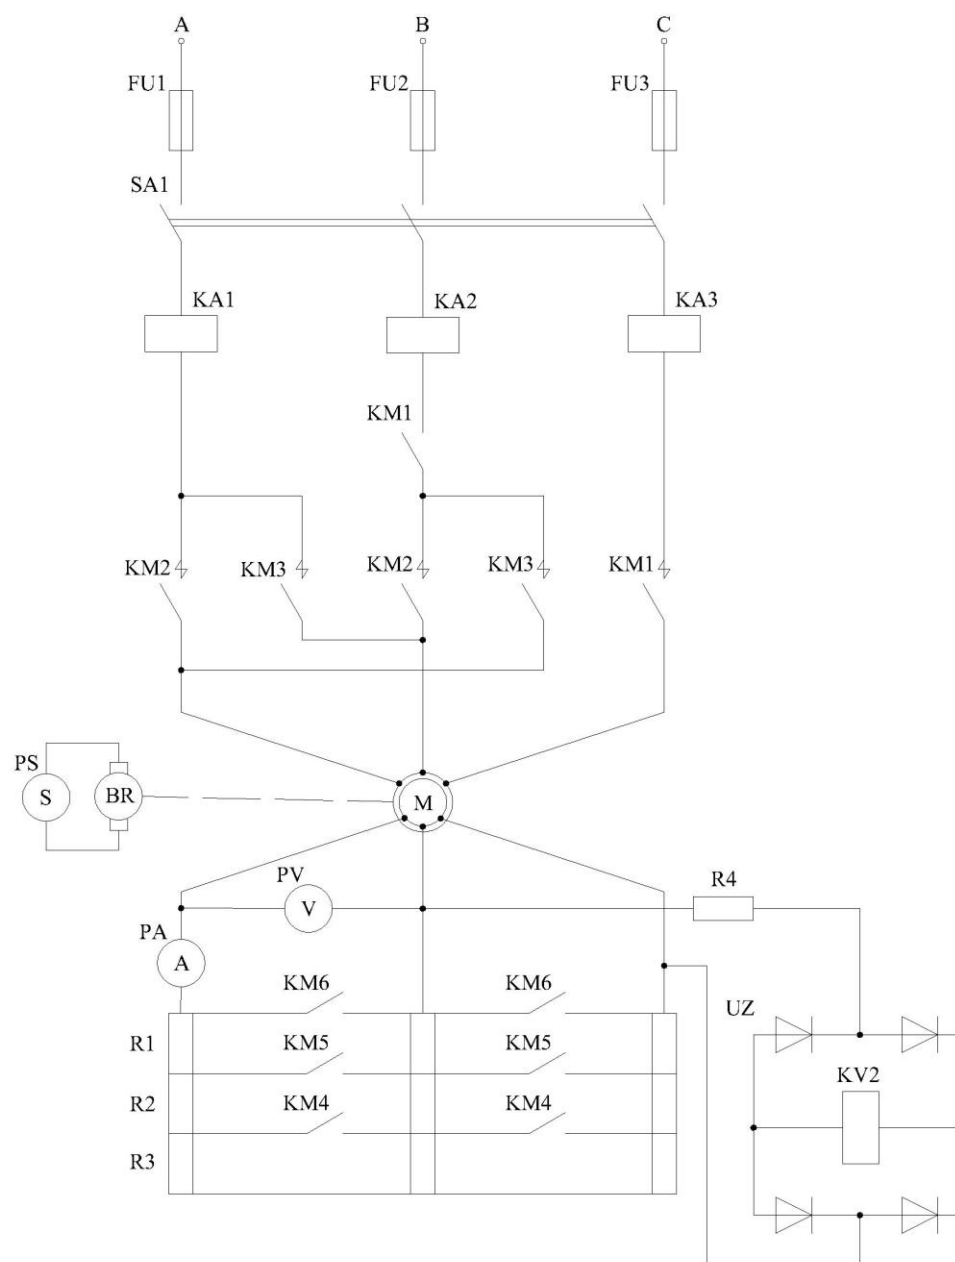 A B C
FU1 FU2 FU3
SA1
KA1 KA2 KA3
KM1
KM2 KM3 KM2 KM3 KM1
PS
S BR M
PV R4
V
PA
A
KM6 KM6 UZ
R1 KM5 KM5
KV2
R2 KM4 KM4
R3